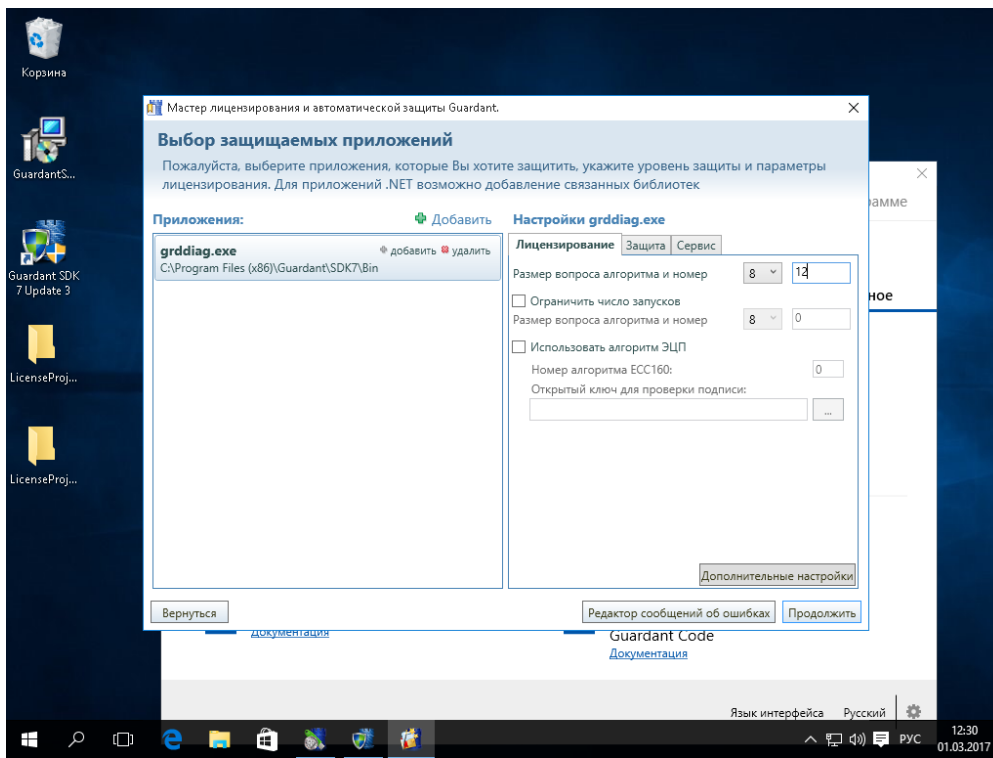 Корзина
GuardantS...
Guardant SDK
7 Update 3
LicenseProj...
LicenseProj...
Мастер лицензирования и автоматической защиты Guardant.
Выбор защищаемых приложений
Пожалуйста, выберите приложения, которые Вы хотите защитить, укажите уровень защиты и параметры
лицензирования. Для приложений .NET возможно добавление связанных библиотек
Приложения:
Добавить
grddiag.exe
добавить
удалить
C:\Program Files (x86)\Guardant\SDK7\Bin
Настройки grddiag.exe
Лицензирование
Защита
Сервис
Размер вопроса алгоритма и номер
8
12
Ограничить число запусков
Размер вопроса алгоритма и номер
8
0
Использовать алгоритм ЭЦП
Номер алгоритма ECC160:
0
Открытый ключ для проверки подписи:
...
Дополнительные настройки
Вернуться
Редактор сообщений об ошибках
Продолжить
Документация
Guardant Code
Документация
Язык интерфейса
Русский
РУС
12:30
01.03.2017